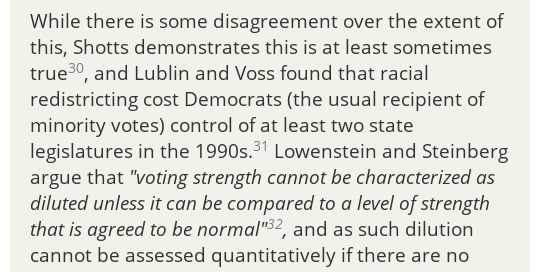 While there is some disagreement over the extent of
this, Shotts demonstrates this is at least sometimes
true30, and Lublin and Voss found that racial
redistricting cost Democrats (the usual recipient of
minority votes) control of at least two state
legislatures in the 1990s.31 Lowenstein and Steinberg
argue that "voting strength cannot be characterized as
diluted unless it can be compared to a level of strength
that is agreed to be normal"32, and as such dilution
cannot be assessed quantitatively if there are no